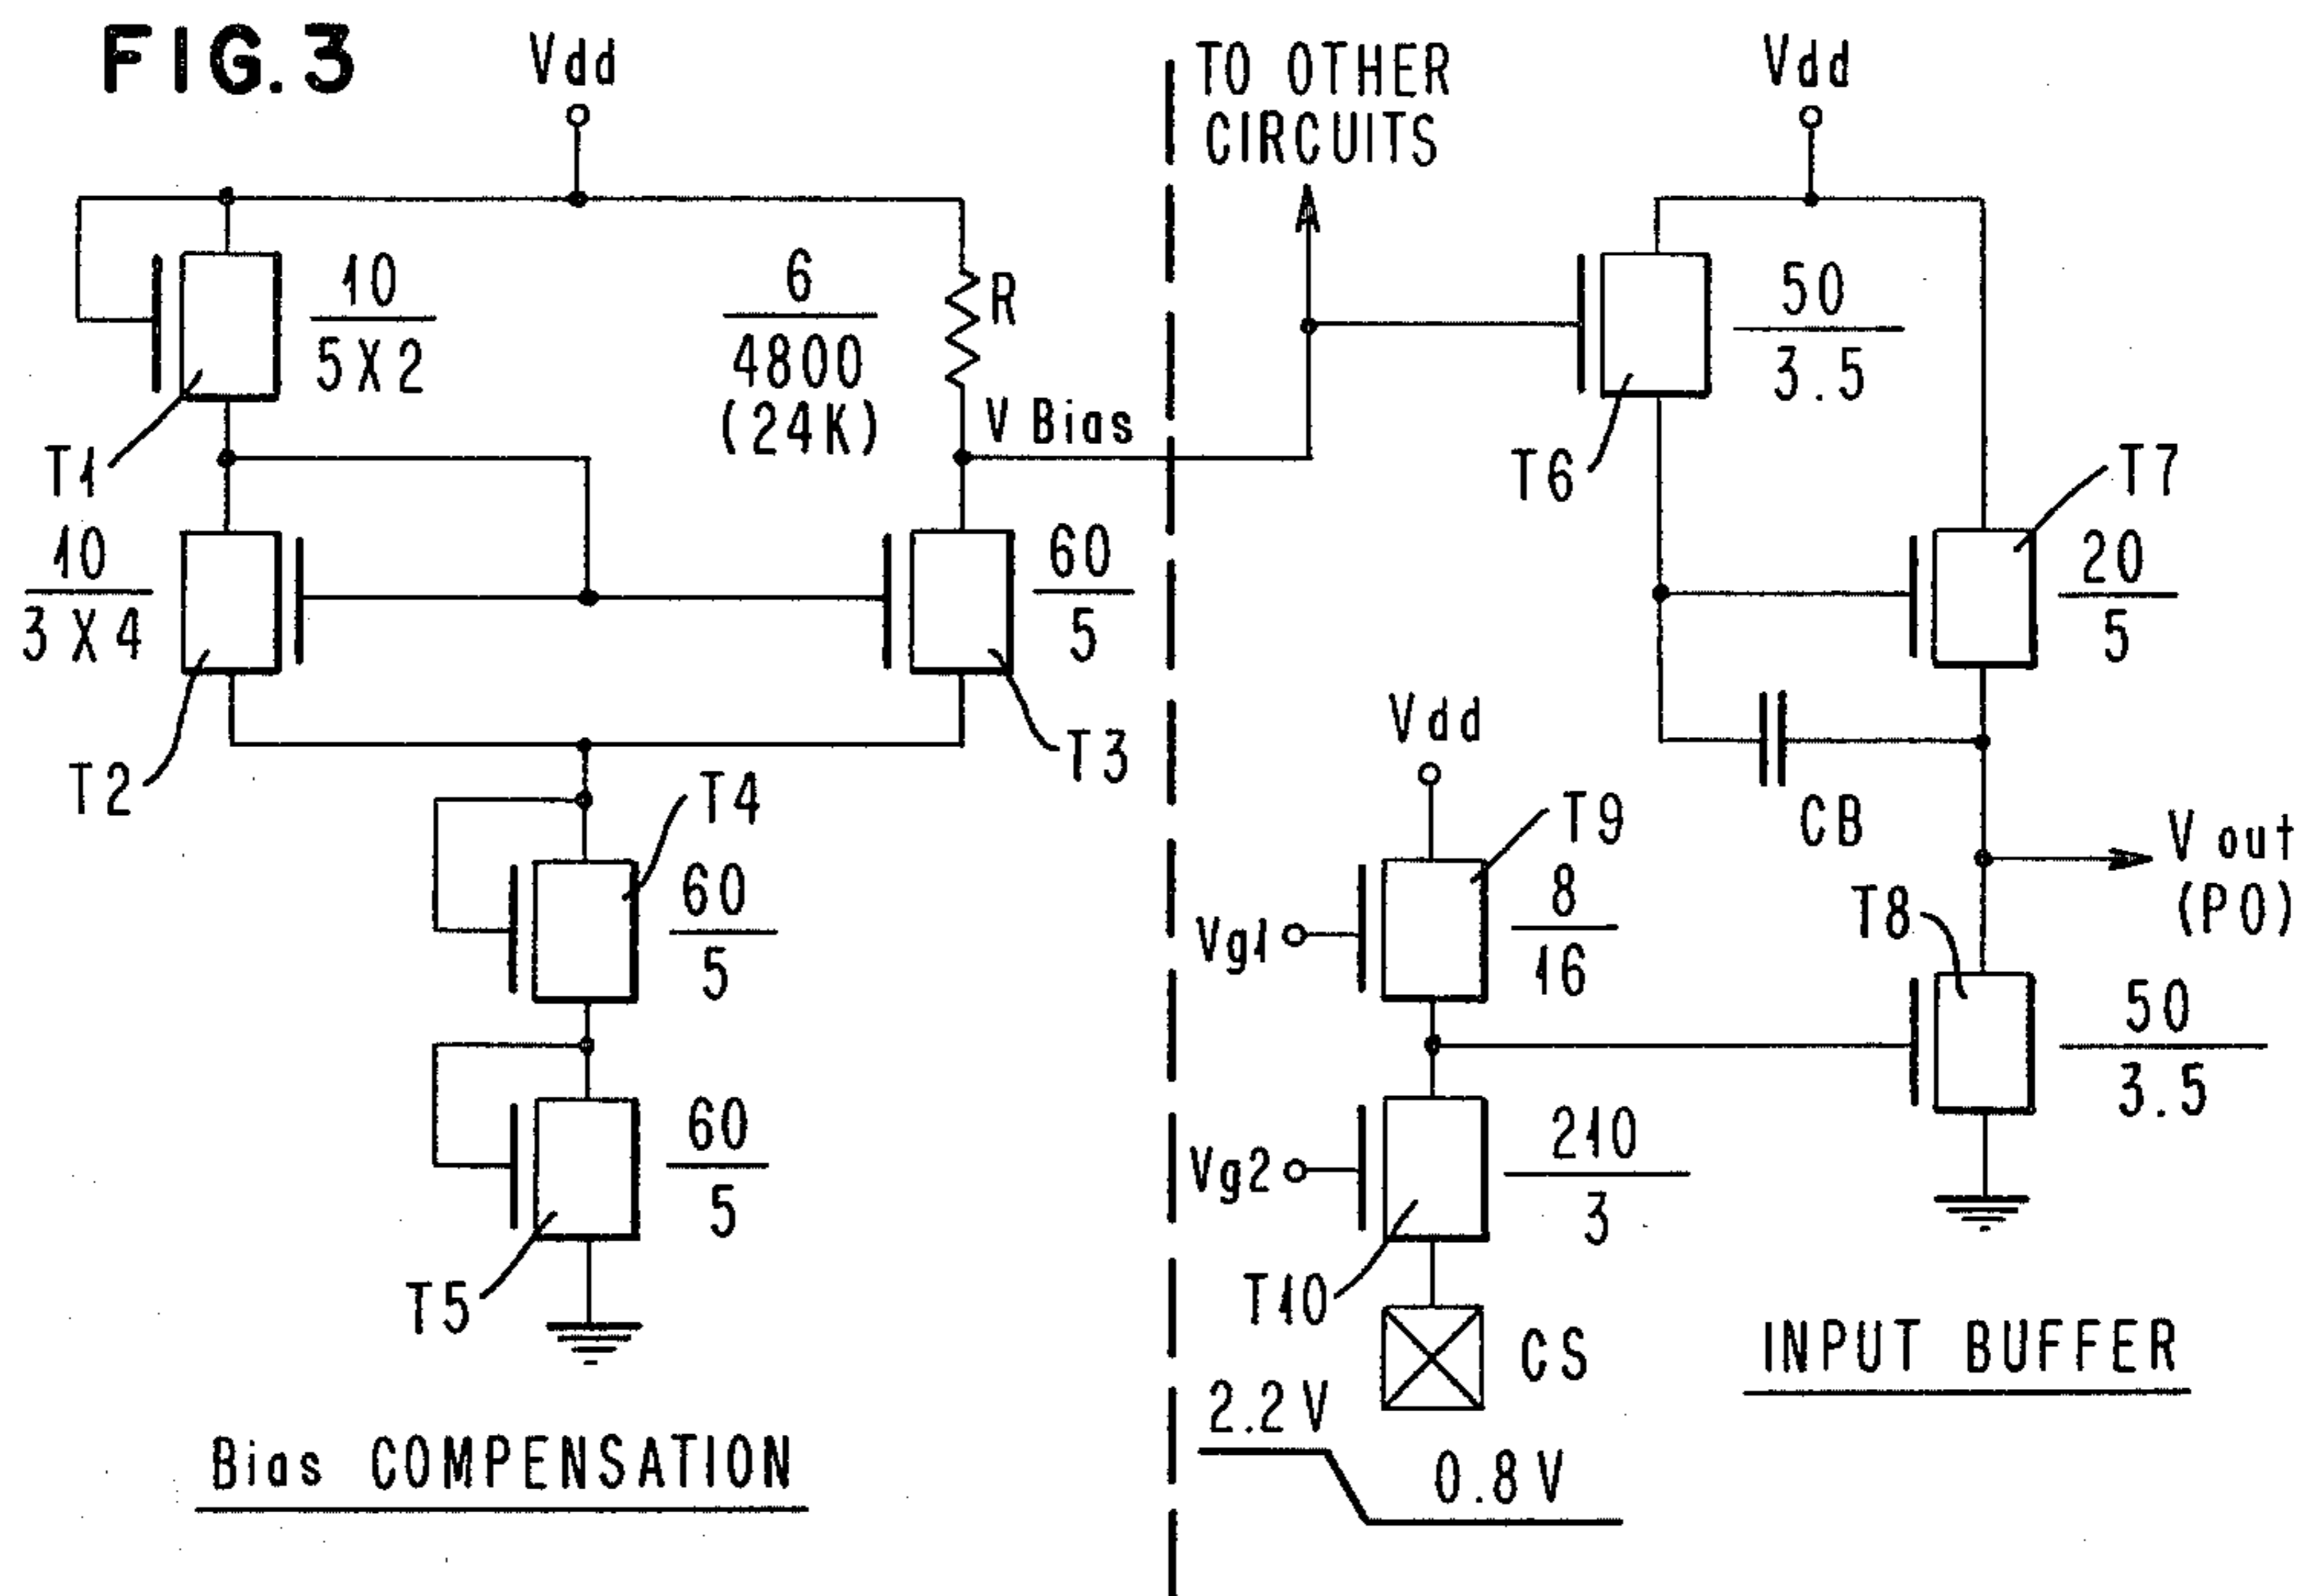 FIG.3
Vdd
TO OTHER
CIRCUITS
Vdd
10
5X2
T1
6
4800
(24K)
R
V Bias
50
3.5
T6
T7
20
5
10
3X4
T2
60
5
T3
T4
60
5
60
5
T5
CB
V out
(PO)
Vdd
T9
8
16
Vg1
T8
50
3.5
Vg2
210
3
T10
CS
INPUT BUFFER
2.2V
0.8V
Bias COMPENSATION